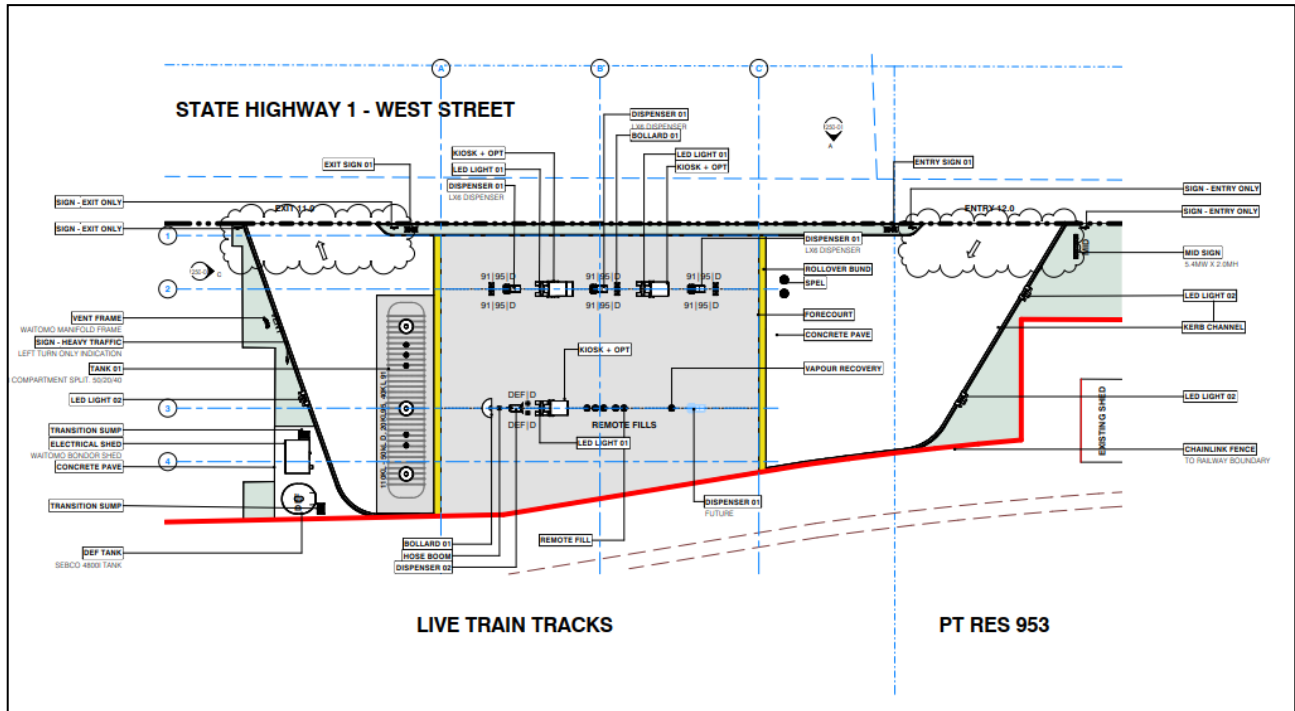 A
B
C
STATE HIGHWAY 1 - WEST STREET
DISPENSER 01
LX6 DISPENSER
BOLLARD 01
A
KIOSK + OPT
LED LIGHT 01
EXIT SIGN 01
LED LIGHT 01
KIOSK + OPT
ENTRY SIGN 01
DISPENSER 01
LX6 DISPENSER
SIGN - EXIT ONLY
SIGN - ENTRY ONLY
EXIT 11.0
ENTRY 12.0
SIGN - EXIT ONLY
SIGN - ENTRY ONLY
1
DISPENSER 01
LX6 DISPENSER
MID
MID SIGN
5.4MW X 2.0MH
C
91|95|D
91|95|D
91|95|D
ROLLOVER BUND
SPEL
2
91|95|D
91|95|D
91|95|D
LED LIGHT 02
VENT FRAME
WAITOMO MANIFOLD FRAME
FORECOURT
KERB CHANNEL
SIGN - HEAVY TRAFFIC
LEFT TURN ONLY INDICATION
CONCRETE PAVE
KIOSK + OPT
TANK 01
COMPARTMENT SPLIT. 50/20/40
VAPOUR RECOVERY
LED LIGHT 02
DEF|D
LED LIGHT 02
3
DEF|D
REMOTE FILLS
EXISTING SHED
TRANSITION SUMP
LED LIGHT 01
ELECTRICAL SHED
WAITOMO BONDOR SHED
CONCRETE PAVE
4
110KL - 50KL D, 20KL 95, 40KL 91
CHAINLINK FENCE
TO RAILWAY BOUNDARY
TRANSITION SUMP
DISPENSER 01
FUTURE
DEF TANK
SEBCO 4800l TANK
BOLLARD 01
HOSE BOOM
DISPENSER 02
REMOTE FILL
LIVE TRAIN TRACKS
PT RES 953